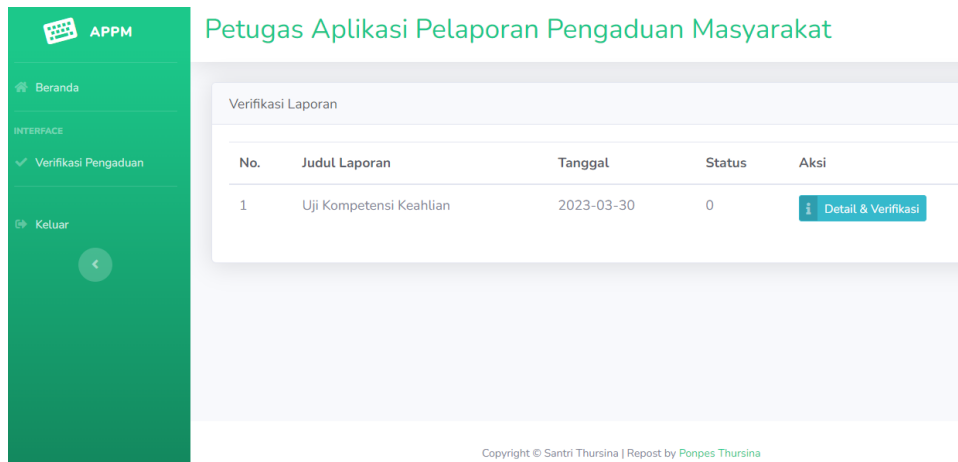 APPM
Petugas Aplikasi Pelaporan Pengaduan Masyarakat
Beranda
INTERFACE
Verifikasi Pengaduan
Keluar
Verifikasi Laporan
No. Judul Laporan Tanggal Status Aksi
1 Uji Kompetensi Keahlian 2023-03-30 0 Detail & Verifikasi
Copyright © Santri Thursina | Repost by Ponpes Thursina